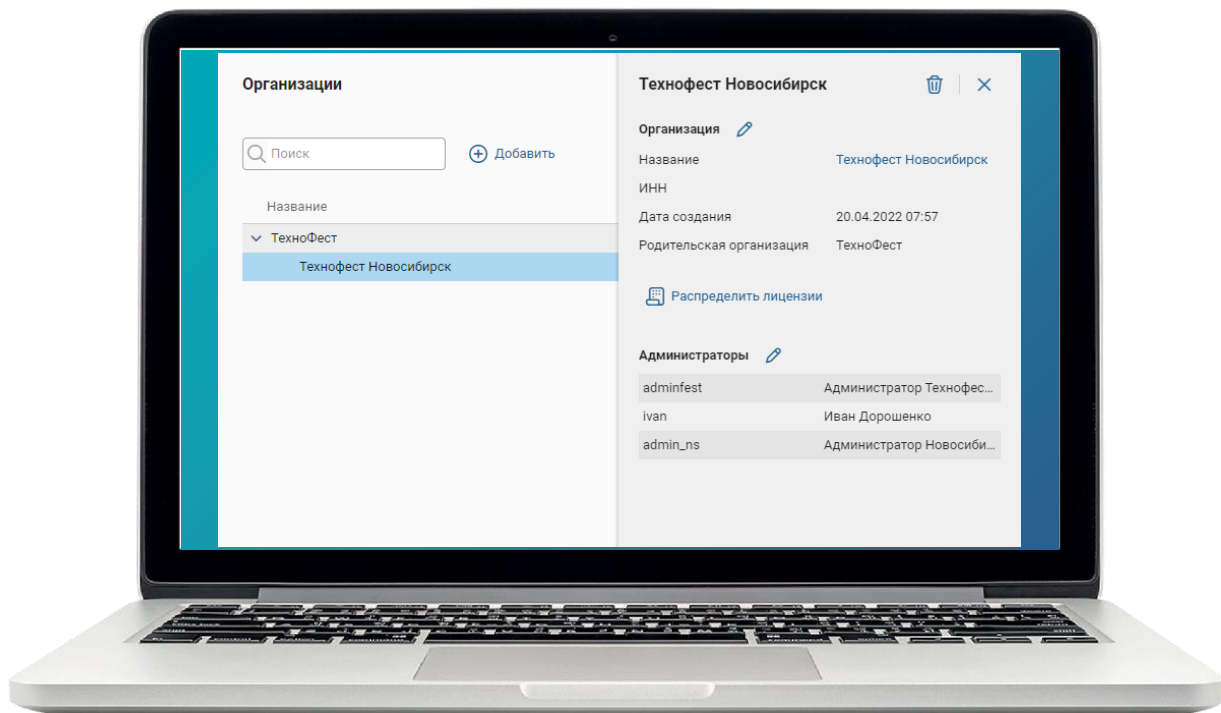 Организации
Поиск
Добавить
Название
ТехноФест
Технофест Новосибирск
Технофест Новосибирск
Организация
Название Технофест Новосибирск
ИНН
Дата создания 20.04.2022 07:57
Родительская организация ТехноФест
Распределить лицензии
Администраторы
adminfest Администратор Технофес...
ivan Иван Дорошенко
admin_ns Администратор Новосиби...